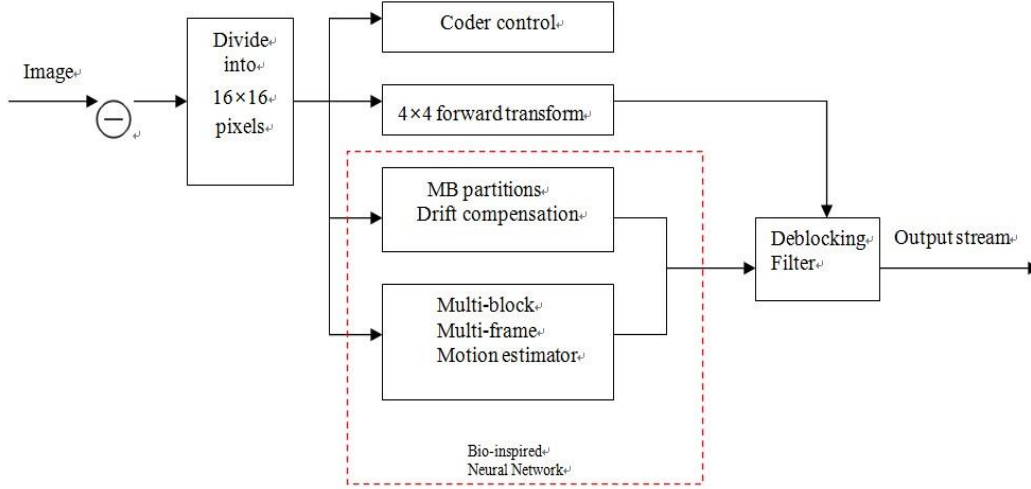 Image
Divide
into
16×16
pixels
Coder control
4×4 forward transform
MB partitions
Drift compensation
Multi-block
Multi-frame
Motion estimator
Bio-inspired
Neural Network
Deblocking
Filter
Output stream